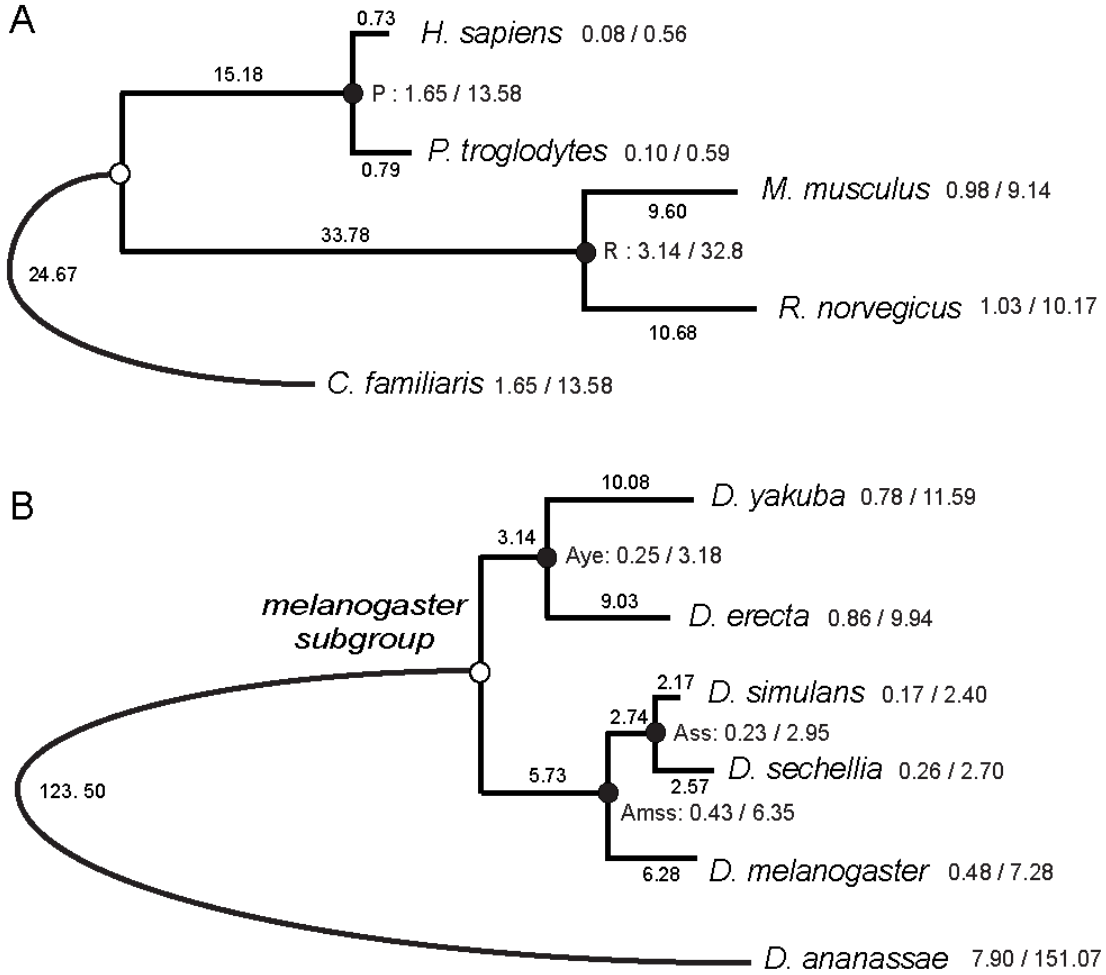 A
0.73
H. sapiens 0.08 / 0.56
15.18
P : 1.65 / 13.58
P. troglodytes 0.10 / 0.59
0.79
M. musculus 0.98 / 9.14
9.60
33.78
R : 3.14 / 32.8
24.67
R. norvegicus 1.03 / 10.17
10.68
C. familiaris 1.65 / 13.58
B
10.08
D. yakuba 0.78 / 11.59
3.14
Aye: 0.25 / 3.18
9.03
D. erecta 0.86 / 9.94
melanogaster
subgroup
2.17
D. simulans 0.17 / 2.40
2.74
Ass: 0.23 / 2.95
D. sechellia 0.26 / 2.70
2.57
5.73
123. 50
Amss: 0.43 / 6.35
6.28
D. melanogaster 0.48 / 7.28
D. ananassae 7.90 / 151.07